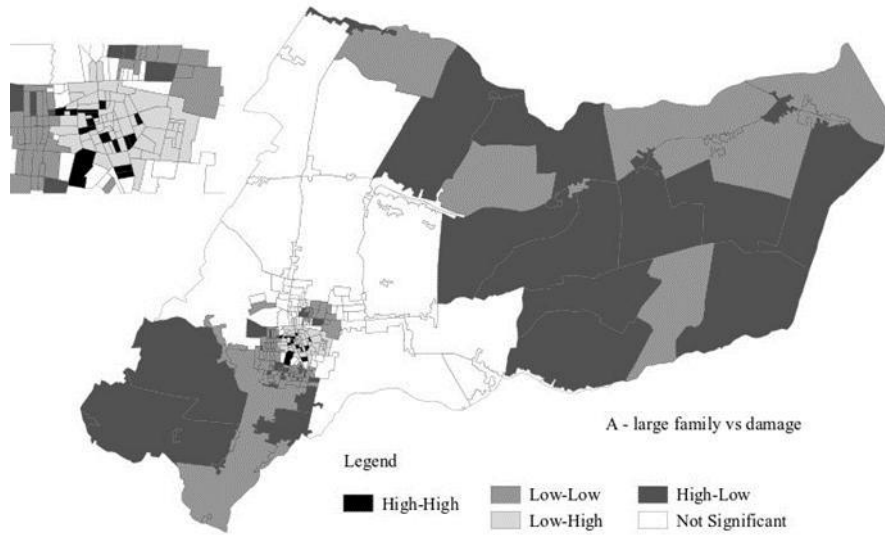 A - large family vs damage
Legend
High-High
Low-Low
High-Low
Low-High
Not Significant